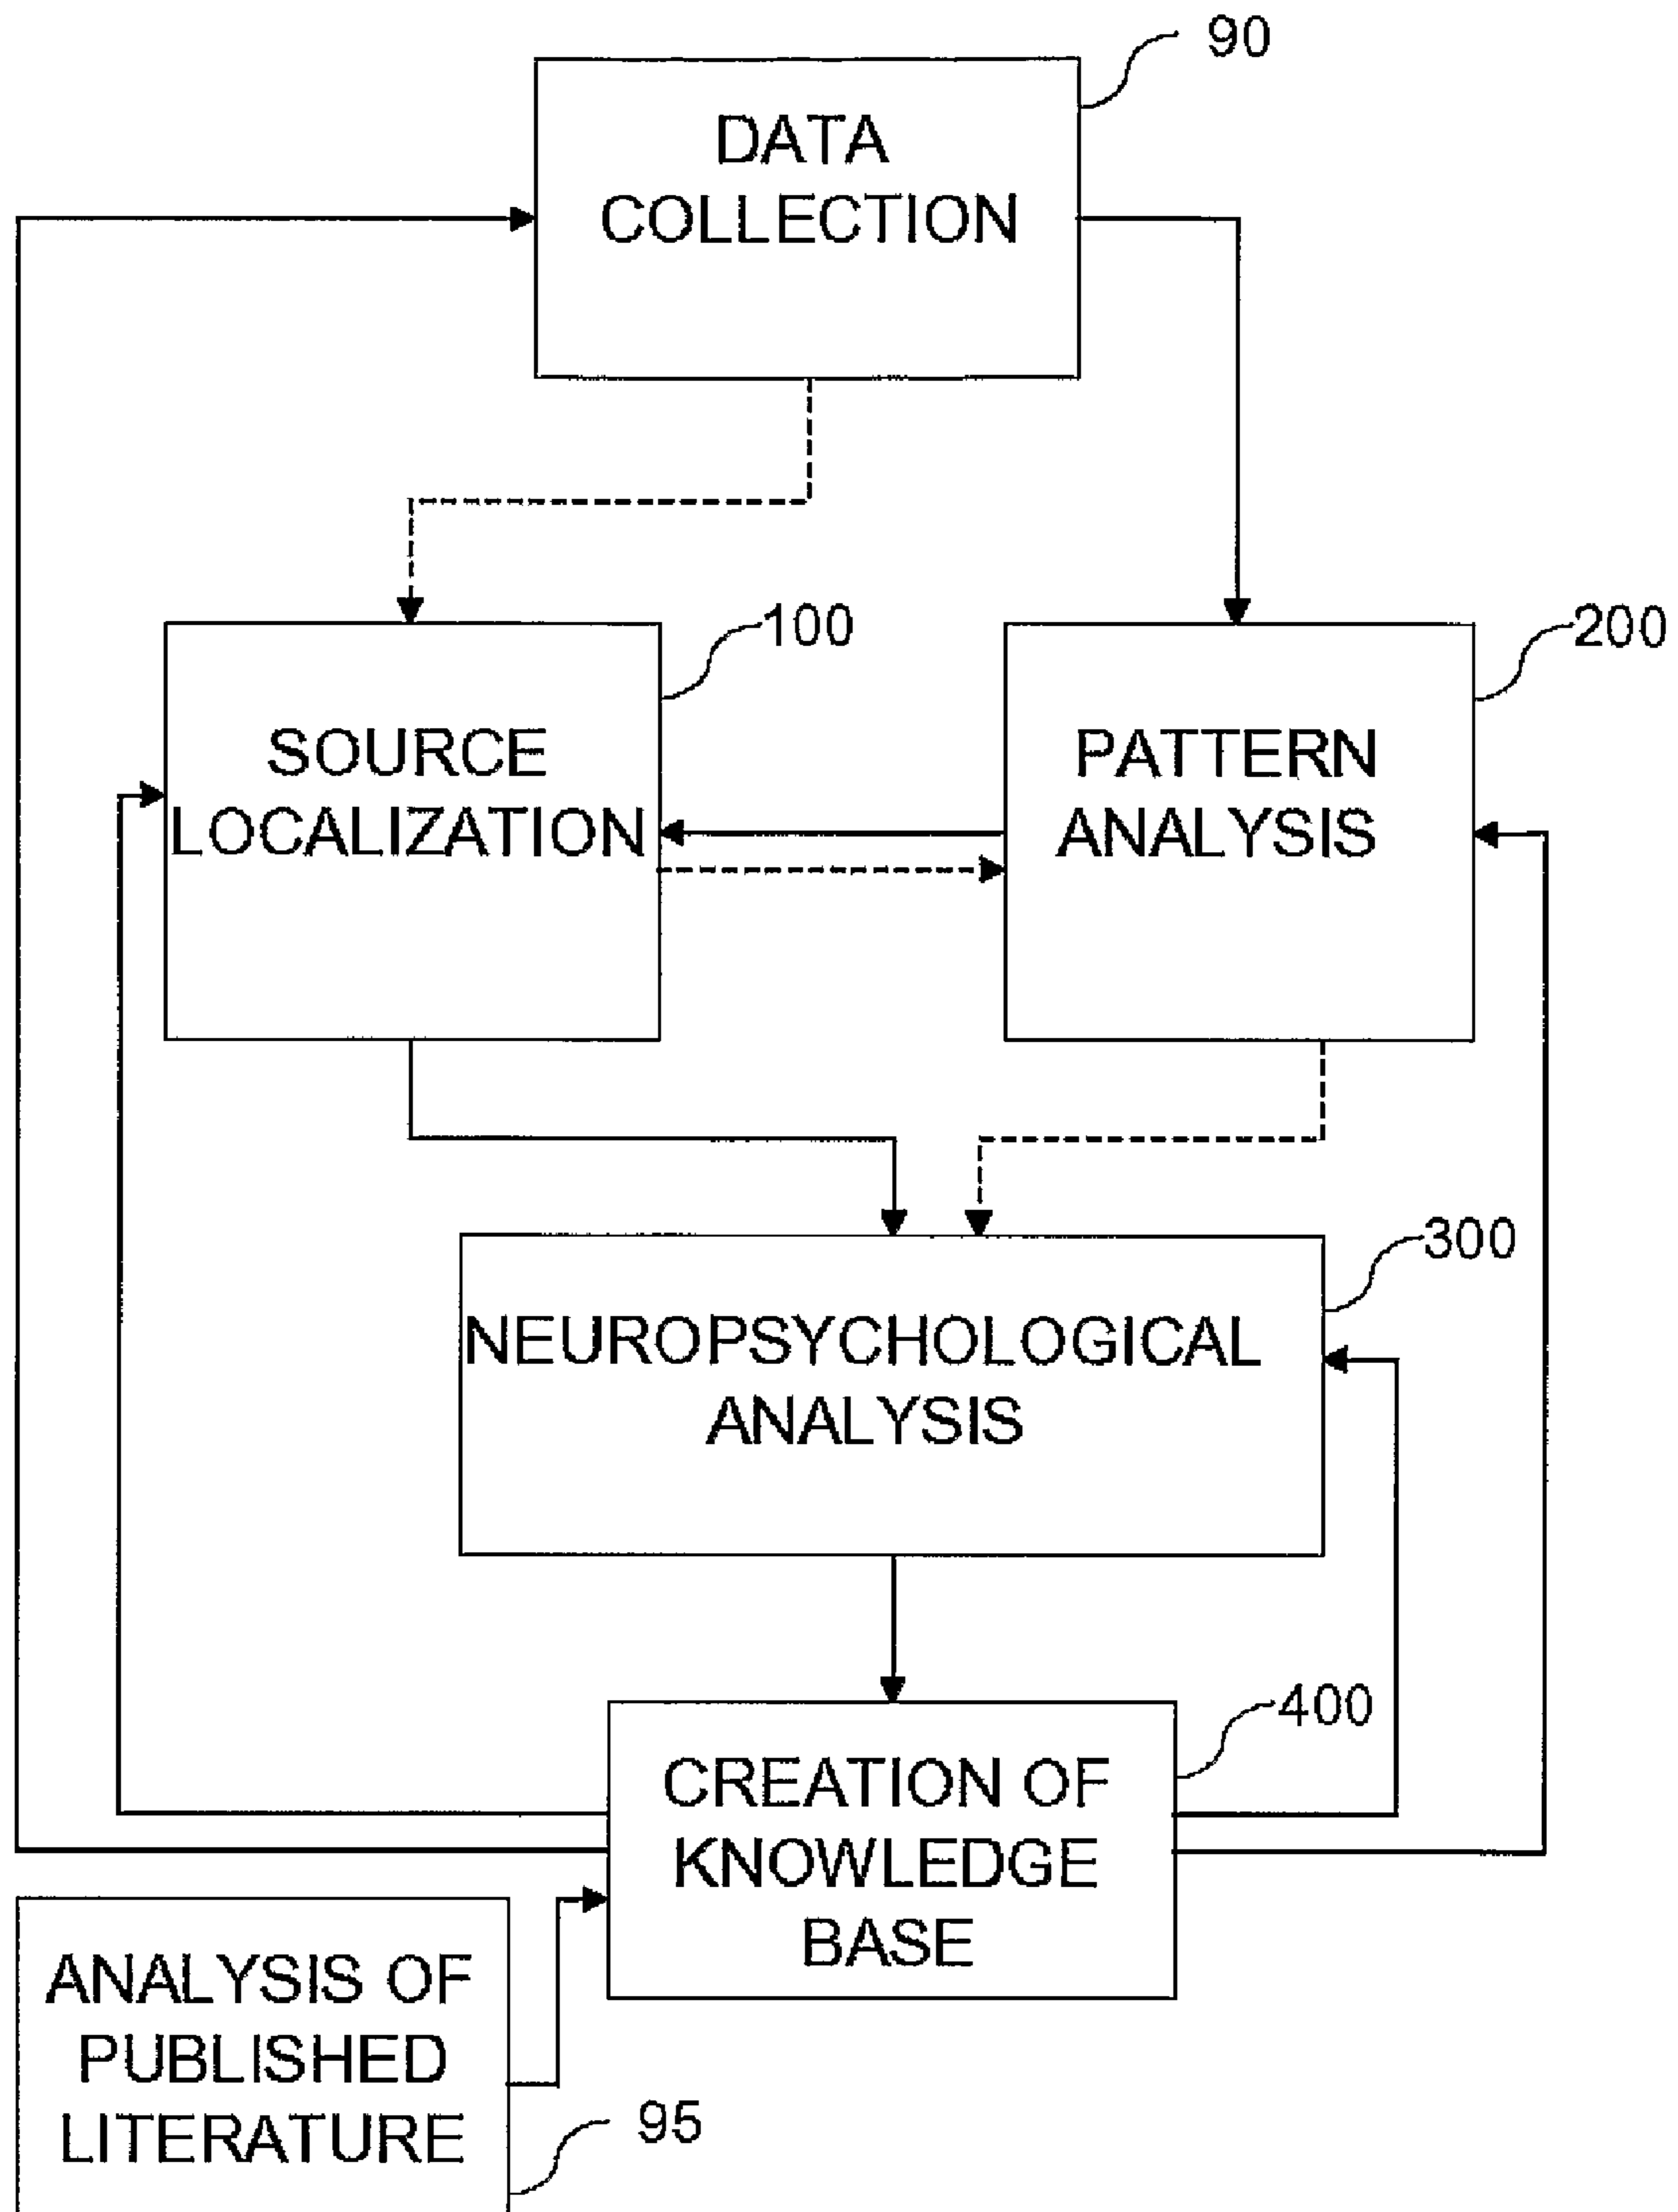 90
DATA
COLLECTION
100
200
SOURCE
LOCALIZATION
PATTERN
ANALYSIS
300
NEUROPSYCHOLOGICAL
ANALYSIS
400
CREATION OF
KNOWLEDGE
BASE
ANALYSIS OF
PUBLISHED
LITERATURE
95